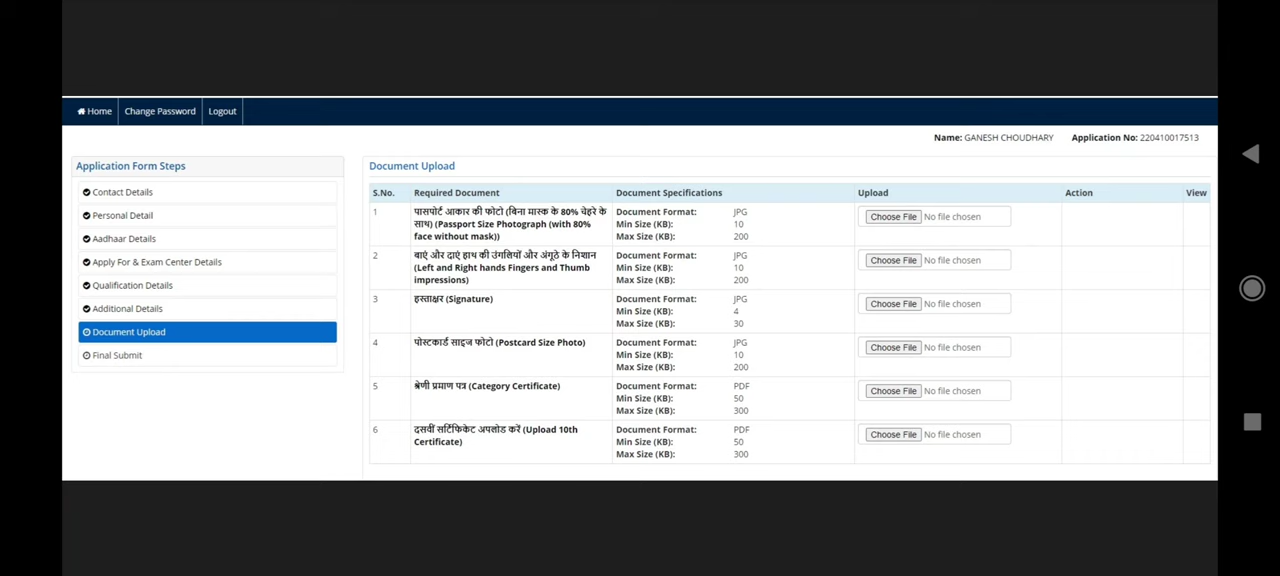 Home Change Password Logout
Name: GANESH CHOUDHARY Application No: 220410017513
Application Form Steps
Contact Details
Personal Detail
Aadhaar Details
Apply For & Exam Center Details
Qualification Details
Additional Details
Document Upload
Final Submit
Document Upload
S.No. Required Document Document Specifications Upload Action View
1 पासपोर्ट आकार की फोटो (बिना मास्क के 80% चेहरे के Document Format: JPG Choose File No file chosen
साथ) (Passport Size Photograph (with 80% Min Size (KB): 10
face without mask)) Max Size (KB): 200
2 बाएं और दाएं हाथ की उंगलियों और अंगूठे के निशान Document Format: JPG Choose File No file chosen
(Left and Right hands Fingers and Thumb Min Size (KB): 10
impressions) Max Size (KB): 200
3 हस्ताक्षर (Signature) Document Format: JPG Choose File No file chosen
Min Size (KB): 4
Max Size (KB): 30
4 पोस्टकार्ड साइज फोटो (Postcard Size Photo) Document Format: JPG Choose File No file chosen
Min Size (KB): 10
Max Size (KB): 200
5 श्रेणी प्रमाण पत्र (Category Certificate) Document Format: PDF Choose File No file chosen
Min Size (KB): 50
Max Size (KB): 300
6 दसवीं सर्टिफिकेट अपलोड करें (Upload 10th Document Format: PDF Choose File No file chosen
Certificate) Min Size (KB): 50
Max Size (KB): 300